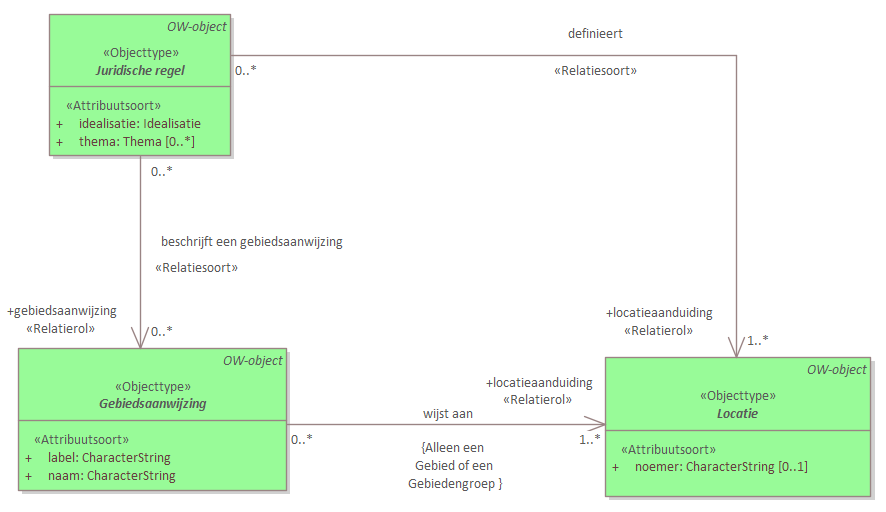 OW-object
«Objecttype»
Juridische regel
«Attribuutsoort»
+ idealisatie: Idealisatie
+ thema: Thema [0..*]
definieert
0..*
«Relatiesoort»
0..*
beschrijft een gebiedsaanwijzing
«Relatiesoort»
+gebiedsaanwijzing
«Relatierol»
0..*
+locatieaanduiding
«Relatierol»
1..*
OW-object
«Objecttype»
Gebiedsaanwijzing
«Attribuutsoort»
+ label: CharacterString
+ naam: CharacterString
+locatieaanduiding
«Relatierol»
wijst aan
0..*
1..*
{Alleen een
Gebied of een
Gebiedengroep }
OW-object
«Objecttype»
Locatie
«Attribuutsoort»
+ noemer: CharacterString [0..1]